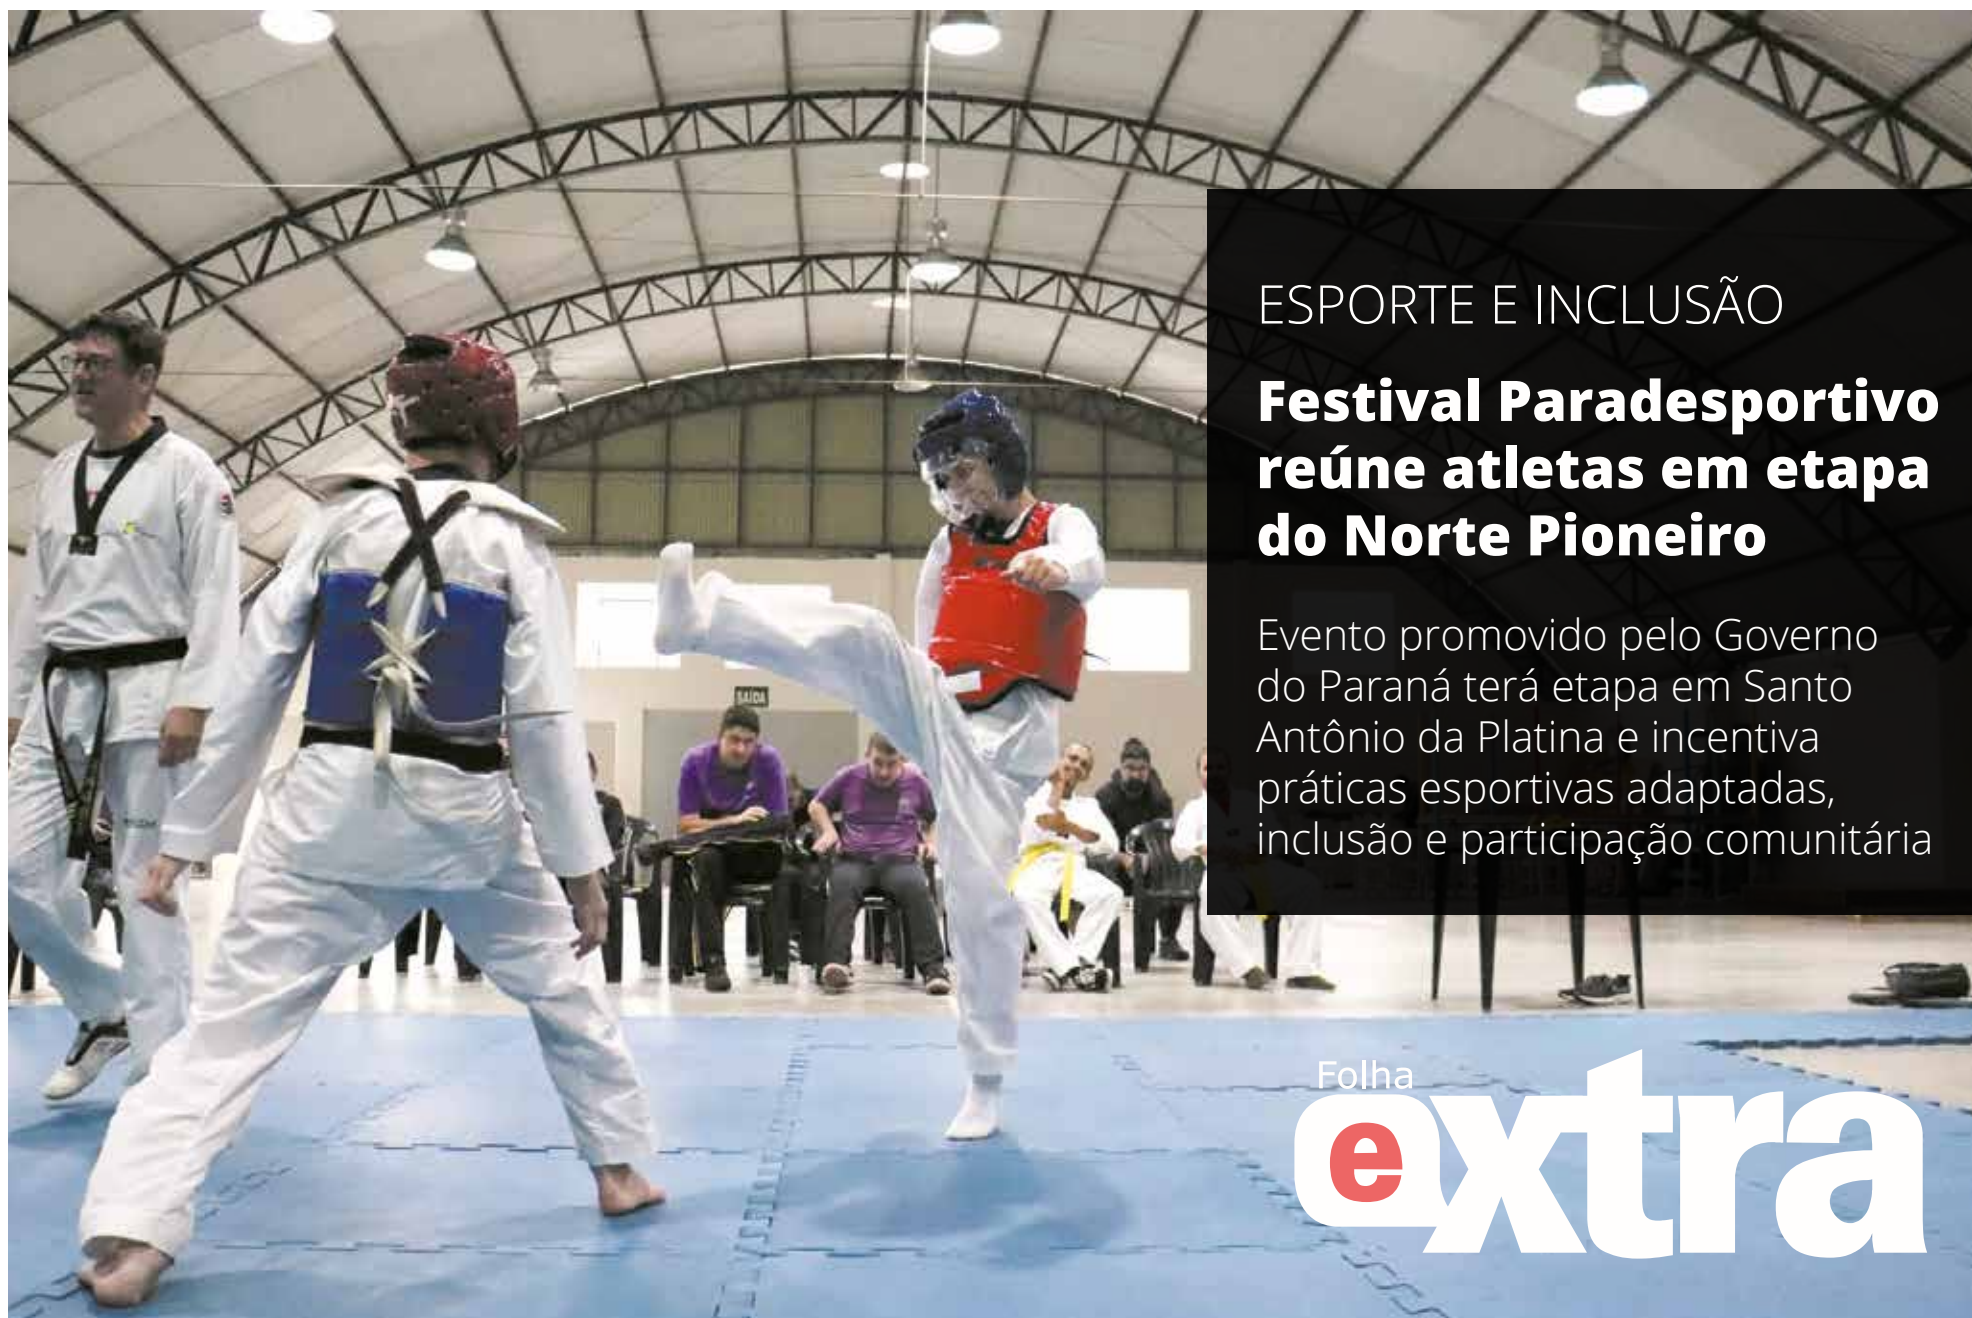 ESPORTE E INCLUSÃO
Festival Paradesportivo
reúne atletas em etapa
do Norte Pioneiro
Evento promovido pelo Governo
do Paraná terá etapa em Santo
Antônio da Platina e incentiva
práticas esportivas adaptadas,
inclusão e participação comunitária
SAÍDA
Folha
extra